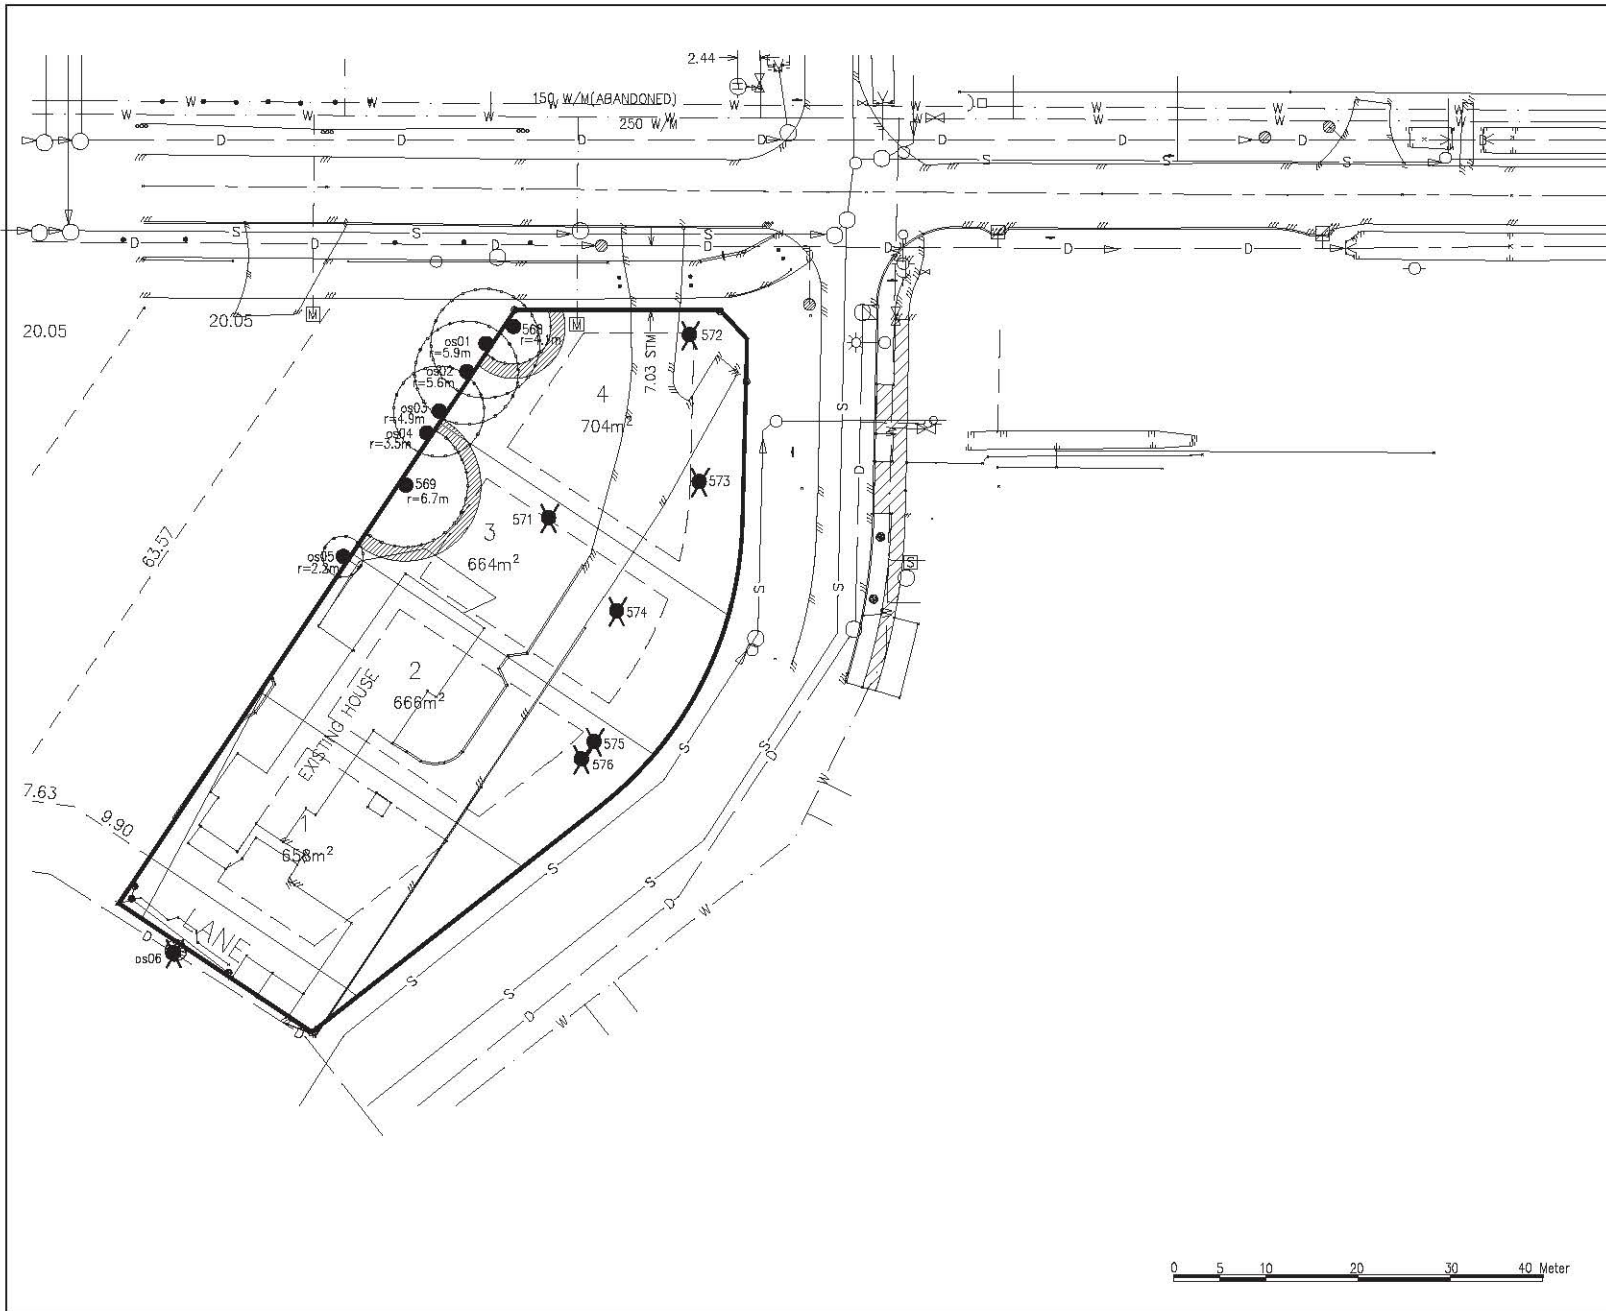 2.44
W W W W
150 W/M(ABANDONED)
W W W W
W W W W W
250 W/M
W
D D D D D D D D
S S S
S S S
D D D D D D D
M
M
20.05
20.05
568
r=4.1m
os01
r=5.9m
os02
r=5.6m
os03
r=4.9m
os04
r=3.5m
569
r=6.7m
os05
r=2.2m
7.03 STM
572
4
704m²
573
571
3
664m²
574
63.57
2
666m²
EXISTING HOUSE
575
576
7.63
9.90
1
658m²
LANE
os06
D
D
S S S S S
S S S S S
D D D D
W W W
S
0 5 10 20 30 40 Meter